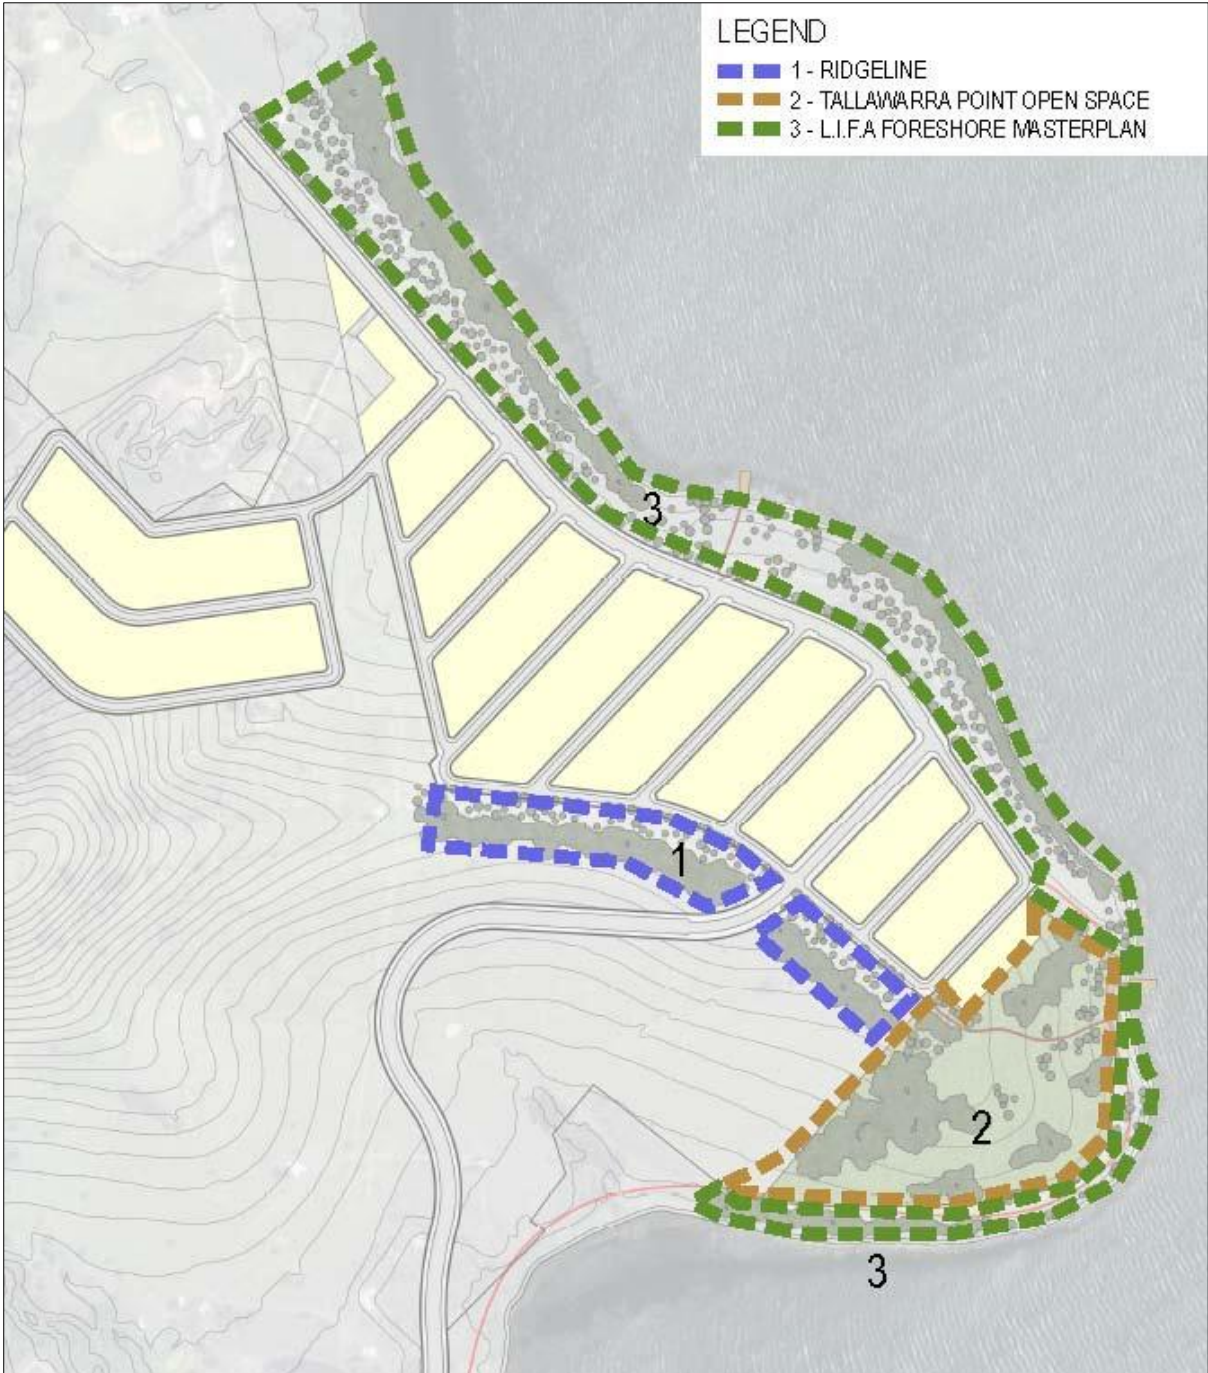 LEGEND
1 - RIDGELINE
2 - TALLAWARRA POINT OPEN SPACE
3 - L.I.F.A FORESHORE MASTERPLAN
3
1
2
3